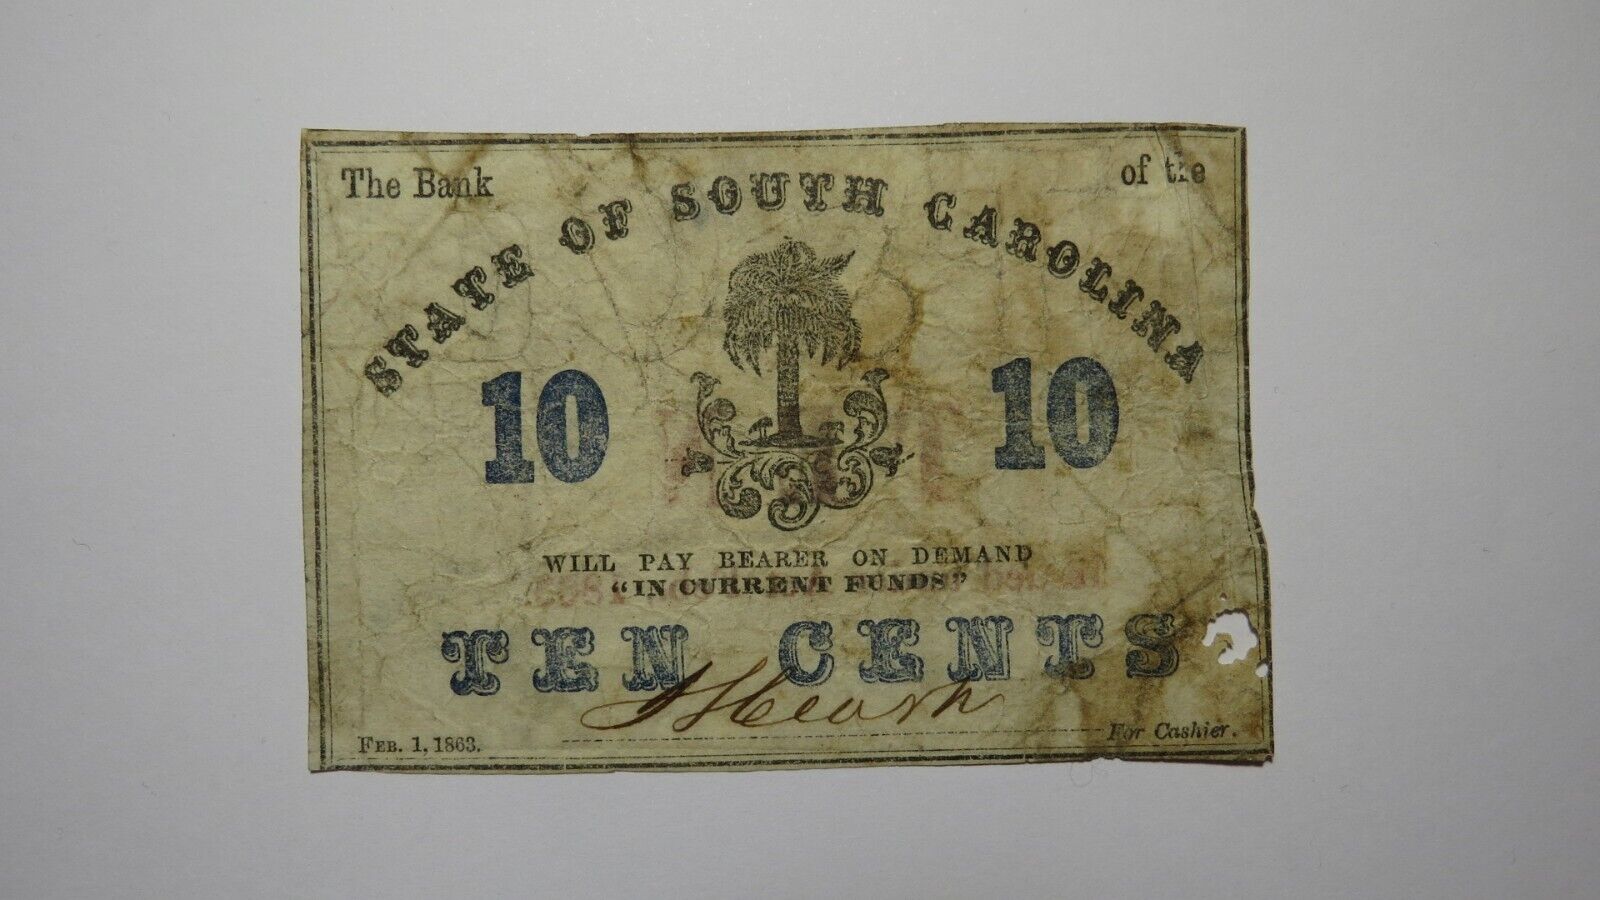 The Bank of the
STATE OF SOUTH CAROLINA
10 10
WILL PAY BEARER ON DEMAND
"IN CURRENT FUNDS"
TEN CENTS
FEB. 1, 1863. For Cashier.